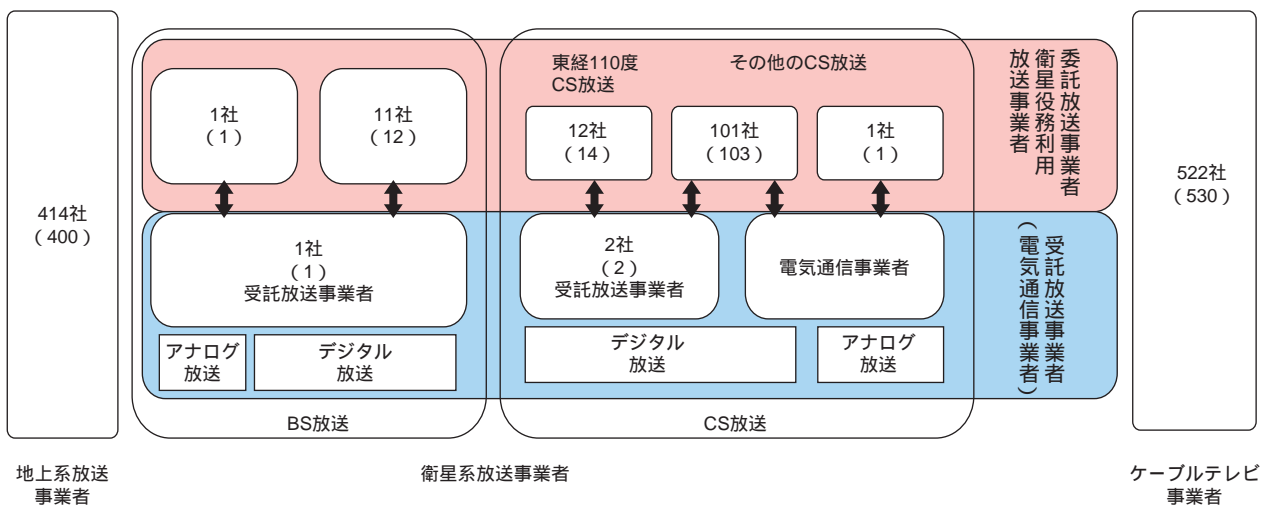 414社
（400）
地上系放送
事業者
1社
（1）
11社
（12）
東経110度
CS放送
その他のCS放送
12社
（14）
101社
（103）
1社
（1）
委託放送事業者
衛星役務利用
放送事業者
1社
（1）
受託放送事業者
2社
（2）
受託放送事業者
電気通信事業者
受託放送事業者
（電気通信事業者）
アナログ
放送
デジタル
放送
デジタル
放送
アナログ
放送
BS放送
CS放送
衛星系放送事業者
522社
（530）
ケーブルテレビ
事業者